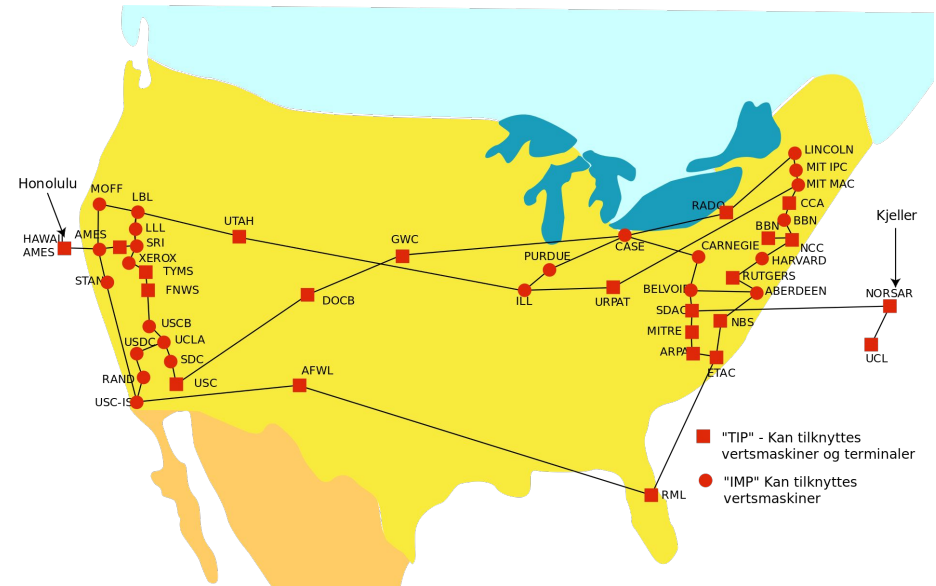 LINCOLN
MIT IPC
Honolulu
MIT MAC
MOFF
LBL
CCA
RADC
Kjeller
UTAH
BBN
BBN
LLL
HAWAII
AMES
AMES
SRI
GWC
CASE
CARNEGIE
NCC
XEROX
PURDUE
HARVARD
TYMS
STAN
RUTGERS
FNWS
DOCB
ILL
URPAT
BELVOIR
ABERDEEN
NORSAR
SDAC
USCB
NBS
MITRE
USDC
UCLA
ARPA
UCL
SDC
ETAC
RAND
USC
AFWL
USC-IS
"TIP" - Kan tilknyttes
vertsmaskiner og terminaler
"IMP" Kan tilknyttes
vertsmaskiner
RML